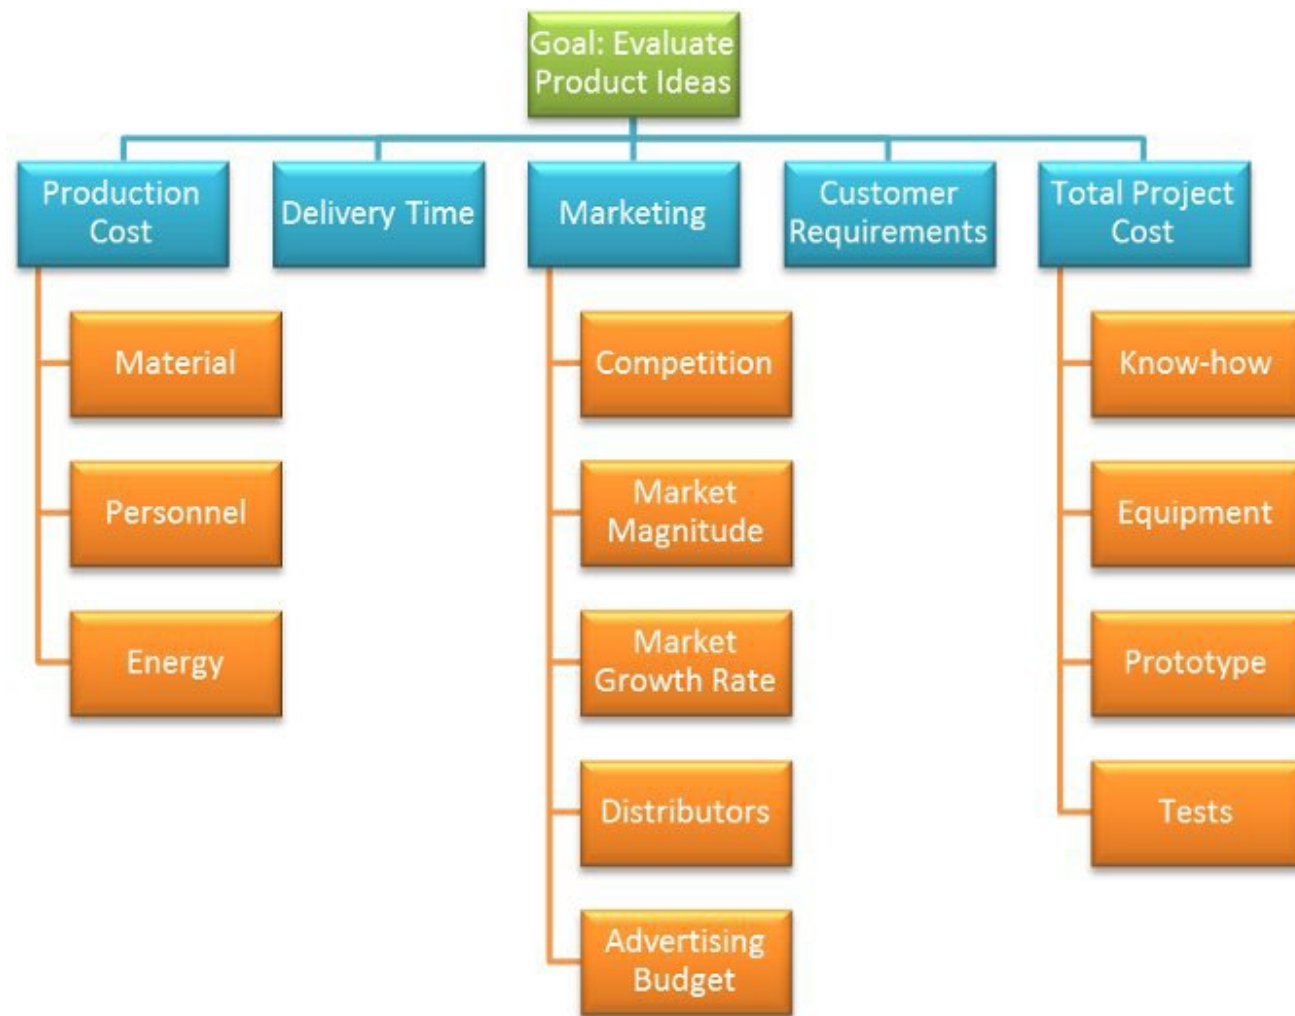 Goal: Evaluate
Product Ideas
Production
Cost
Delivery Time
Marketing
Customer
Requirements
Total Project
Cost
Material
Personnel
Energy
Competition
Market
Magnitude
Market
Growth Rate
Distributors
Advertising
Budget
Know-how
Equipment
Prototype
Tests